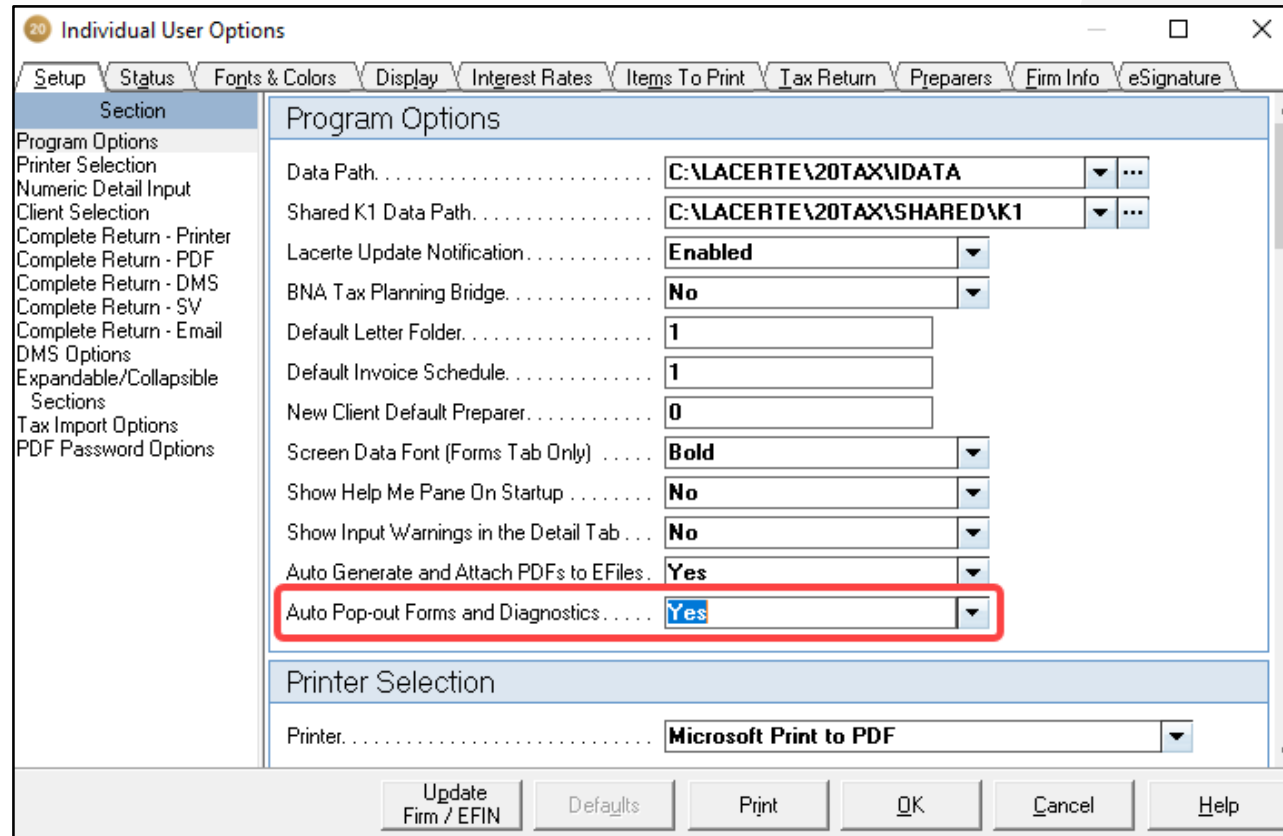 20 Individual User Options
Setup Status Fonts & Colors Display Interest Rates Items To Print Tax Return Preparers Firm Info eSignature
Section
Program Options
Printer Selection
Numeric Detail Input
Client Selection
Complete Return - Printer
Complete Return - PDF
Complete Return - DMS
Complete Return - SV
Complete Return - Email
DMS Options
Expandable/Collapsible
Sections
Tax Import Options
PDF Password Options
Program Options
Data Path. . . . . . . . . . . . . . . . . . . . . . . . . . C:\LACERTE\20TAX\IDATA
Shared K1 Data Path. . . . . . . . . . . . . . . . . C:\LACERTE\20TAX\SHARED\K1
Lacerte Update Notification. . . . . . . . . . . . Enabled
BNA Tax Planning Bridge. . . . . . . . . . . . . . No
Default Letter Folder. . . . . . . . . . . . . . . . . . 1
Default Invoice Schedule. . . . . . . . . . . . . . 1
New Client Default Preparer. . . . . . . . . . . . 0
Screen Data Font (Forms Tab Only) . . . . . Bold
Show Help Me Pane On Startup . . . . . . . . No
Show Input Warnings in the Detail Tab . . . No
Auto Generate and Attach PDFs to EFiles. Yes
Auto Pop-out Forms and Diagnostics. . . . . Yes
Printer Selection
Printer. . . . . . . . . . . . . . . . . . . . . . . . . . . . . Microsoft Print to PDF
Update
Firm / EFIN
Defaults Print OK Cancel Help